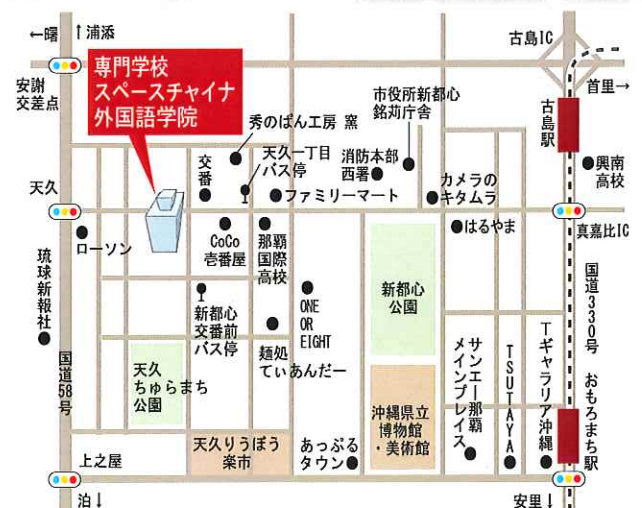 ←曙
↑浦添
古島IC
安謝
交差点
首里→
専門学校
スペースチャイナ
外国語学院
市役所新都心
銘苅庁舎
古島駅
秀のぱん工房 窯
交番
天久一丁目
バス停
消防本部
西署
興南
高校
ファミリーマート
カメラの
キタムラ
天久
ローソン
CoCo
壱番屋
那覇
国際
高校
はるやま
真嘉比IC
琉球新報社
新都心
公園
国道330号
新都心
交番前
バス停
ONE
OR
EIGHT
麺処
てぃあんだー
国道58号
天久
ちゅらまち
公園
サンエー那覇
メインプレイス
TSUTAYA
Tギャラリア沖縄
おもろまち駅
沖縄県立
博物館
・美術館
上之屋
天久りうぼう
楽市
あっぷる
タウン
泊↓
安里↓